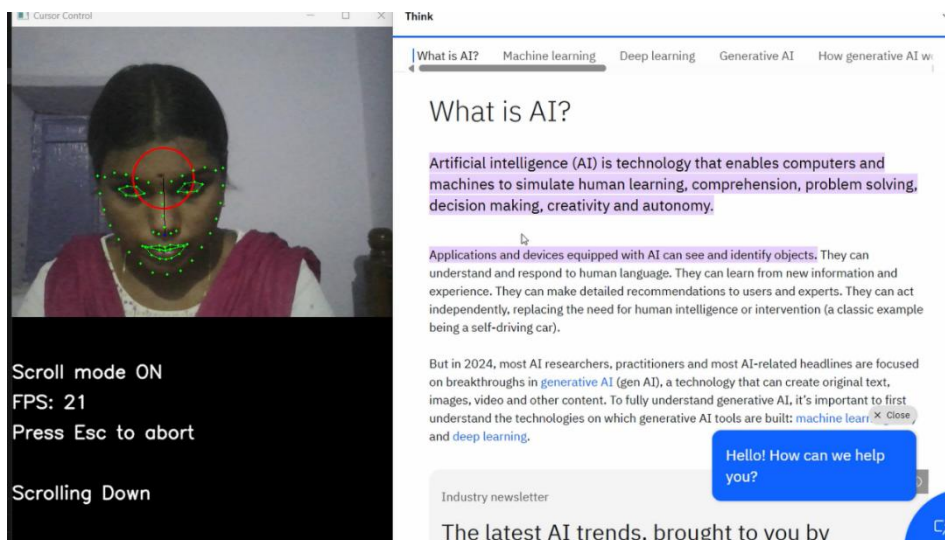 Cursor Control
Scroll mode ON
FPS: 21
Press Esc to abort
Scrolling Down
Think
What is AI? Machine learning Deep learning Generative AI How generative AI
What is AI?
Artificial intelligence (AI) is technology that enables computers and
machines to simulate human learning, comprehension, problem solving,
decision making, creativity and autonomy.
Applications and devices equipped with AI can see and identify objects. They can
understand and respond to human language. They can learn from new information and
experience. They can make detailed recommendations to users and experts. They can act
independently, replacing the need for human intelligence or intervention (a classic example
being a self-driving car).
But in 2024, most AI researchers, practitioners and most AI-related headlines are focused
on breakthroughs in generative AI (gen AI), a technology that can create original text,
images, video and other content. To fully understand generative AI, it's important to first
understand the technologies on which generative AI tools are built: machine
and deep learning.
× Close
Hello! How can we help
you?
Industry newsletter
The latest AI trends, brought to you by